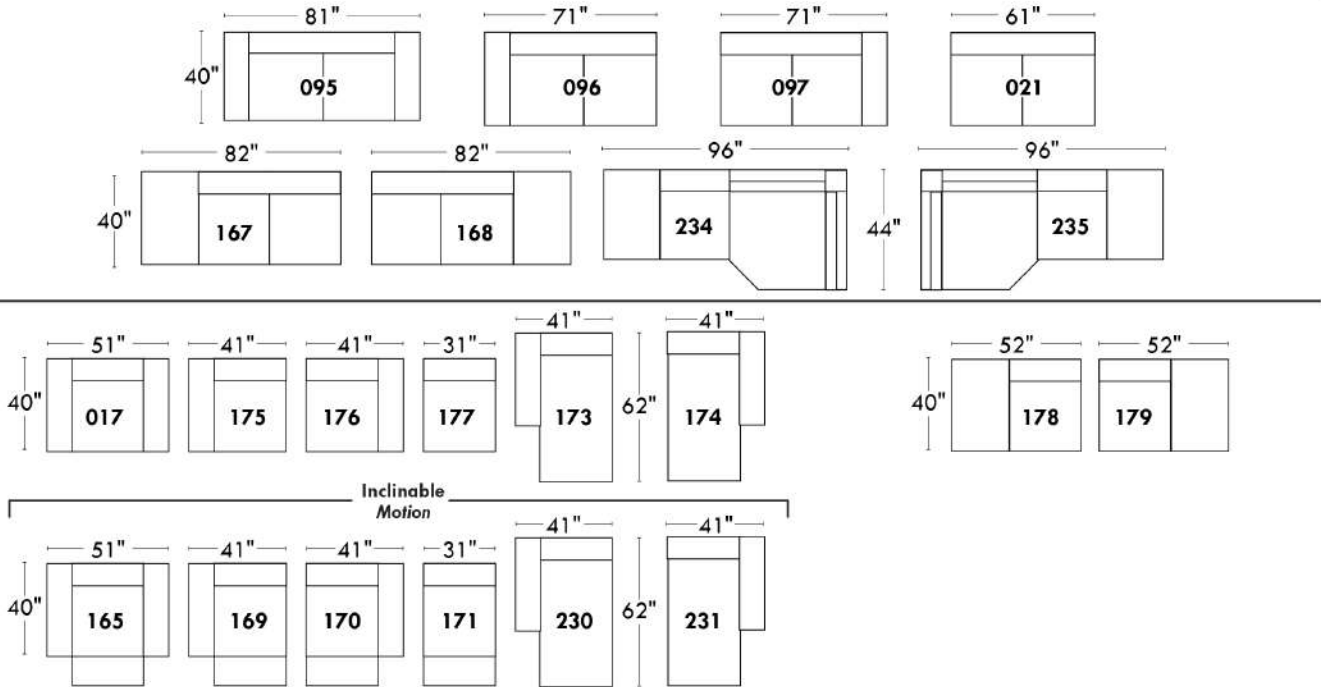 81" 71" 71" 61"
40" 095 096 097 021
82" 82" 96" 96"
40" 167 168 234 44" 235
51" 41" 41" 31" 41" 41" 52" 52"
40" 017 175 176 177 173 62" 174 40" 178 179
Inclinable
Motion
51" 41" 41" 31" 41" 41"
40" 165 169 170 171 230 62" 231